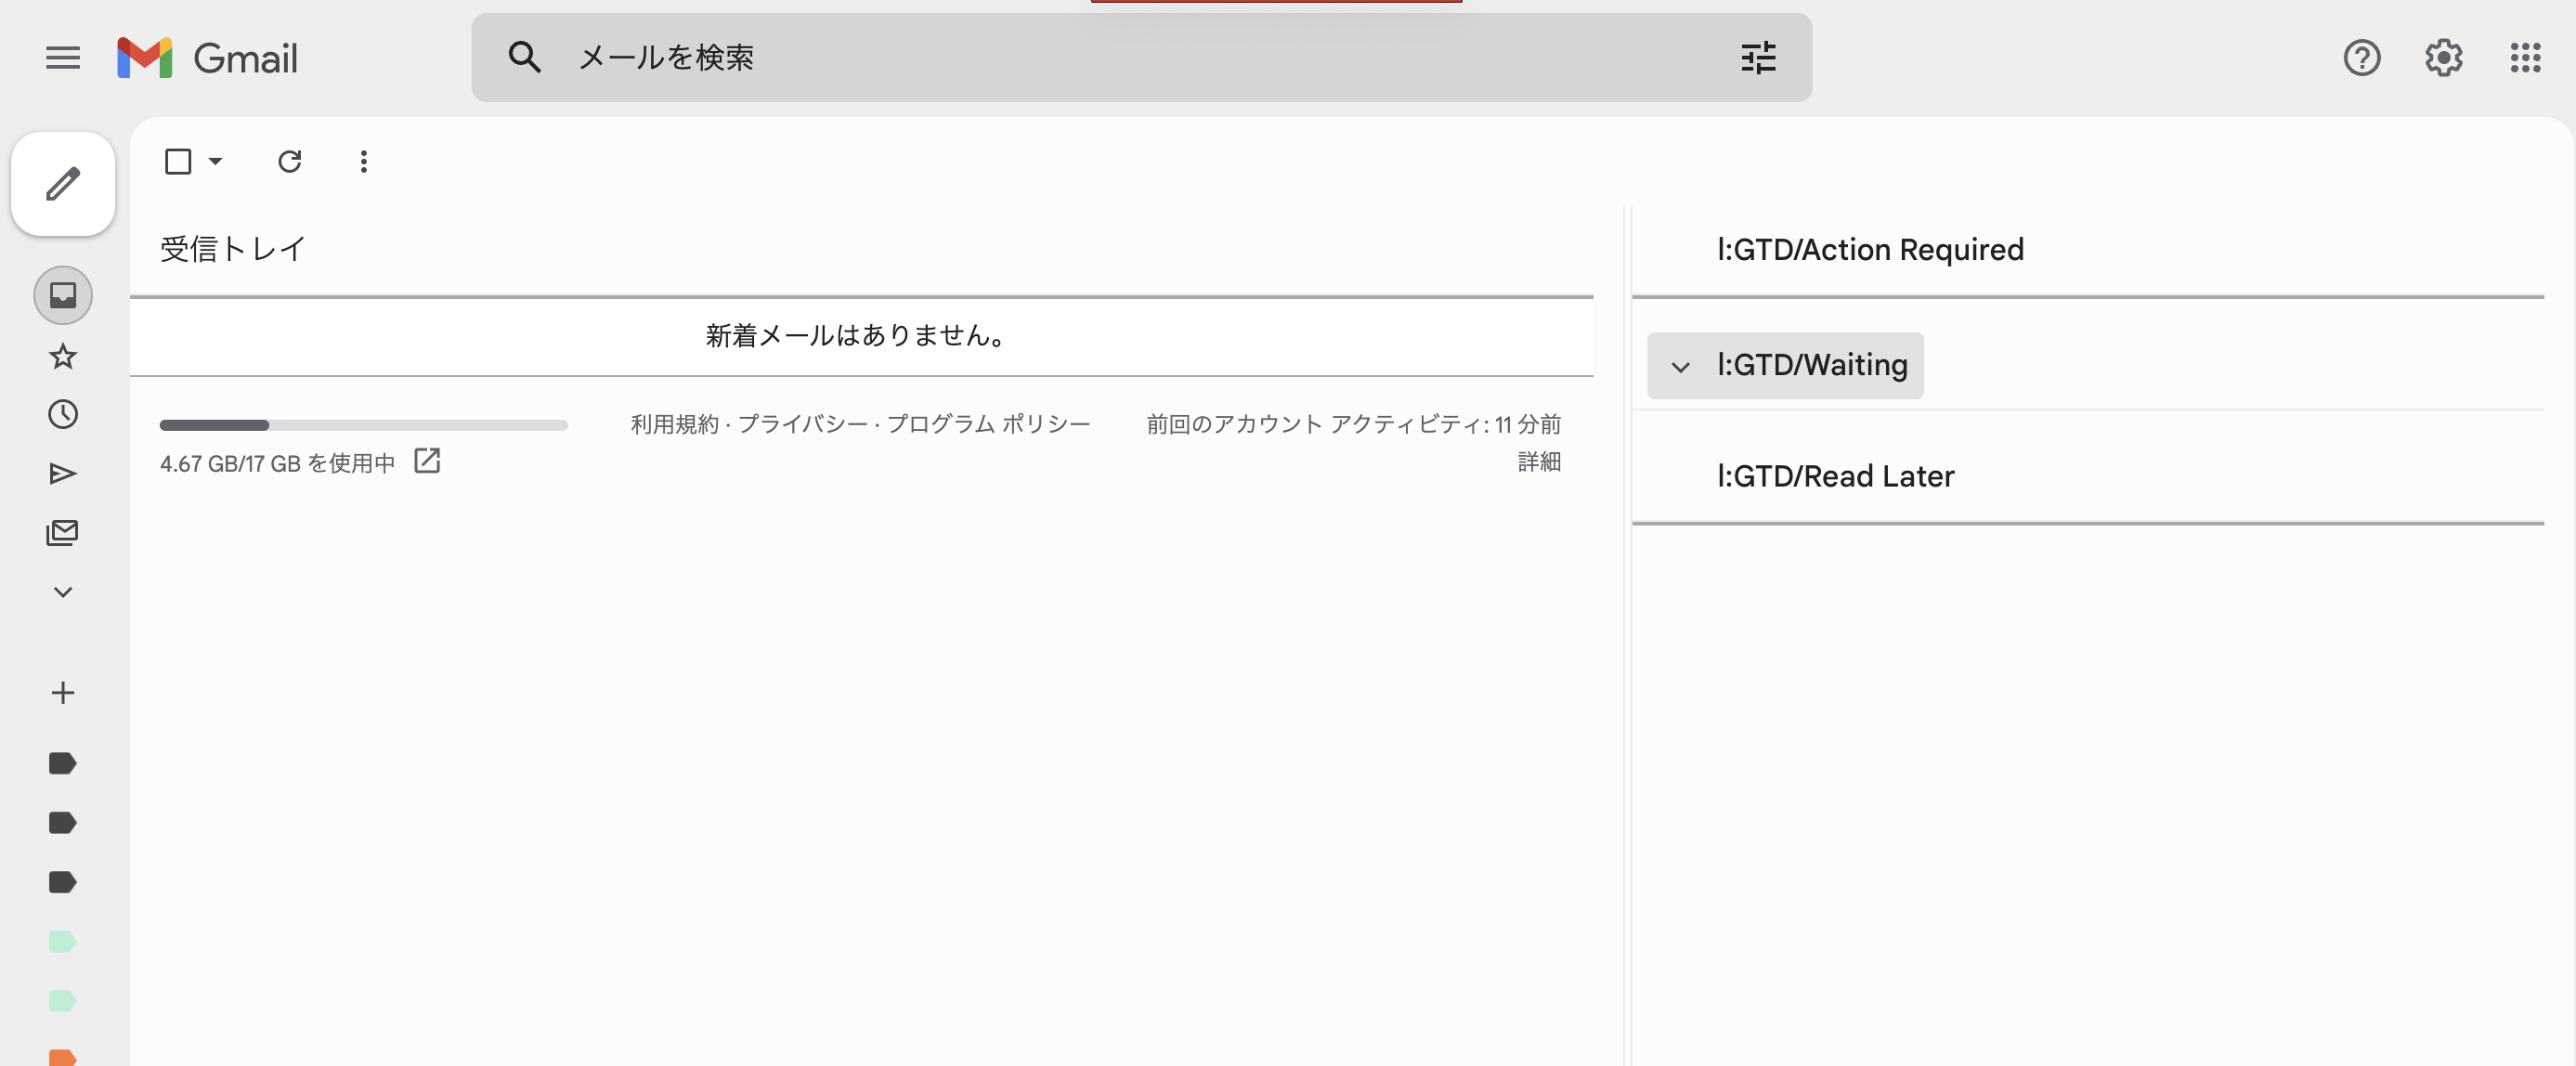 Gmail
メールを検索
受信トレイ
新着メールはありません。
4.67 GB/17 GB を使用中
利用規約 · プライバシー · プログラム ポリシー
前回のアカウント アクティビティ: 11 分前
詳細
l:GTD/Action Required
l:GTD/Waiting
l:GTD/Read Later